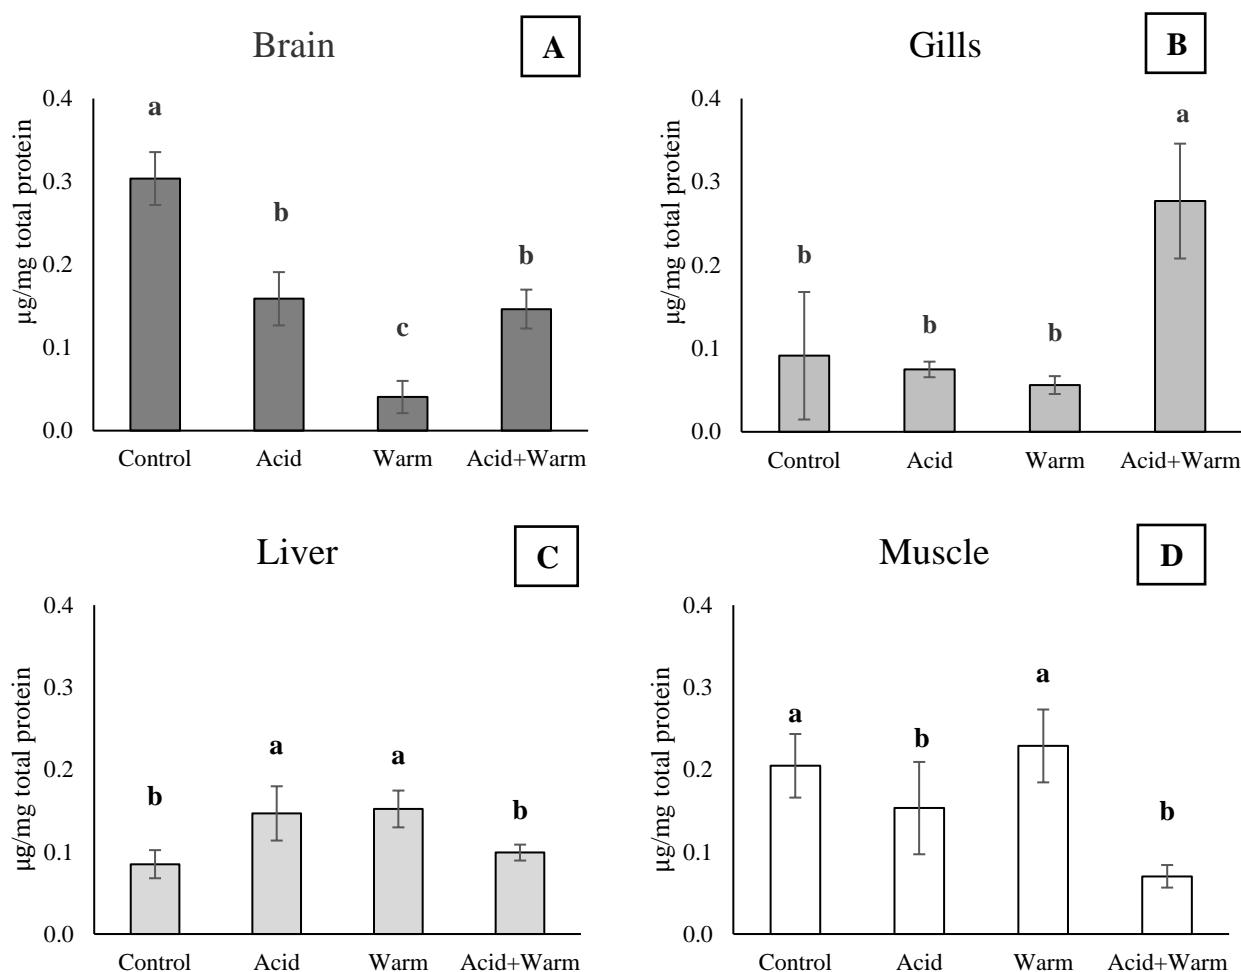 Brain
A
µg/mg total protein
0.4
0.3
0.2
0.1
0.0
a
b
c
b
Control Acid Warm Acid+Warm
Gills
B
µg/mg total protein
0.4
0.3
0.2
0.1
0.0
b
b
b
a
Control Acid Warm Acid+Warm
Liver
C
µg/mg total protein
0.4
0.3
0.2
0.1
0.0
b
a
a
b
Control Acid Warm Acid+Warm
Muscle
D
µg/mg total protein
0.4
0.3
0.2
0.1
0.0
a
b
a
b
Control Acid Warm Acid+Warm